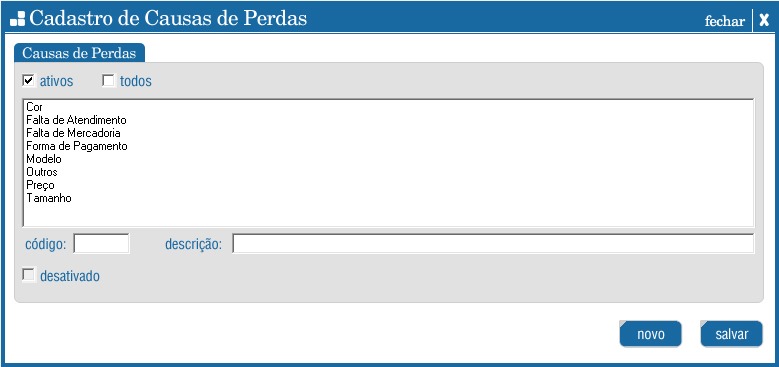 Cadastro de Causas de Perdas
fechar X
Causas de Perdas
ativos todos
Cor
Falta de Atendimento
Falta de Mercadoria
Forma de Pagamento
Modelo
Outros
Preço
Tamanho
código: descrição:
desativado
novo salvar